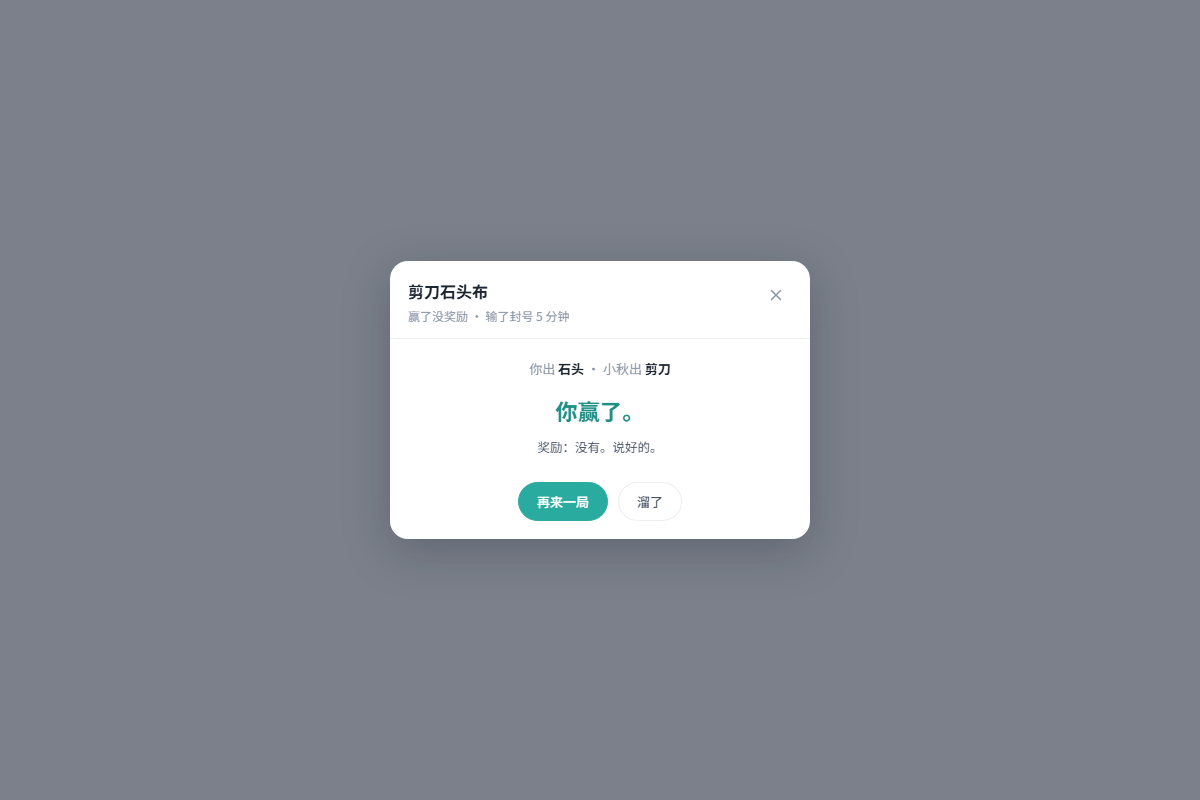 剪刀石头布
赢了没奖励 · 输了封号 5 分钟
你出 石头 · 小秋出 剪刀
你赢了。
奖励：没有。说好的。
再来一局
溜了